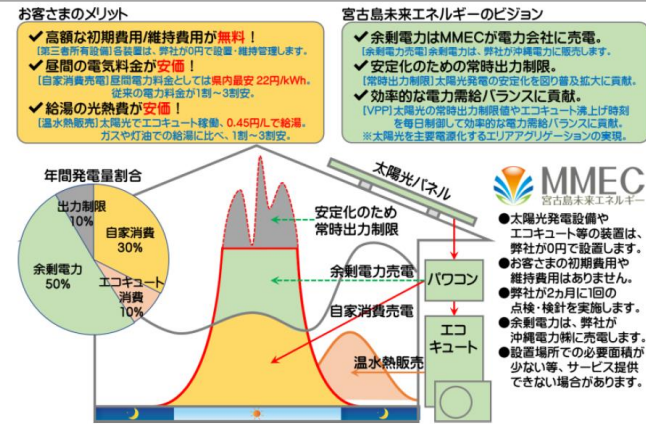 お客さまのメリット
✓高額な初期費用/維持費用が無料！
[第三者所有設備]各装置は、弊社が0円で設置・維持管理します。
✓昼間の電気料金が安価！
[自家消費売電]昼間電力料金としては県内最安 22円/kWh。
従来の電力料金が1割〜3割安。
✓給湯の光熱費が安価！
[温水熱販売]太陽光でエコキュート稼働、0.45円/Lで給湯。
ガスや灯油での給湯に比べ、1割〜3割安。
宮古島未来エネルギーのビジョン
✓余剰電力はMMECが電力会社に売電。
[余剰電力売電]余剰電力は、弊社が沖縄電力に販売します。
✓安定化のための常時出力制限。
[常時出力制限]太陽光発電の安定化を図り普及拡大に貢献。
✓効率的な電力需給バランスに貢献。
[VPP]太陽光の常時出力制限値やエコキュート沸上げ時刻
を毎日制御して効率的な電力需給バランスに貢献。
※太陽光を主要電源化するエリアアグリゲーションの実現。
年間発電量割合
出力制限
10%
自家消費
30%
余剰電力
50%
エコキュート
消費
10%
太陽光パネル
安定化のため
常時出力制限
余剰電力売電
自家消費売電
温水熱販売
パワコン
エコ
キュート
MMEC
宮古島未来エネルギー
●太陽光発電設備や
エコキュート等の装置は、
弊社が0円で設置します。
●お客さまの初期費用や
維持費用はありません。
●弊社が2ヵ月に1回の
点検・検針を実施します。
●余剰電力は、弊社が
沖縄電力㈱に売電します。
●設置場所での必要面積が
少ない等、サービス提供
できない場合があります。